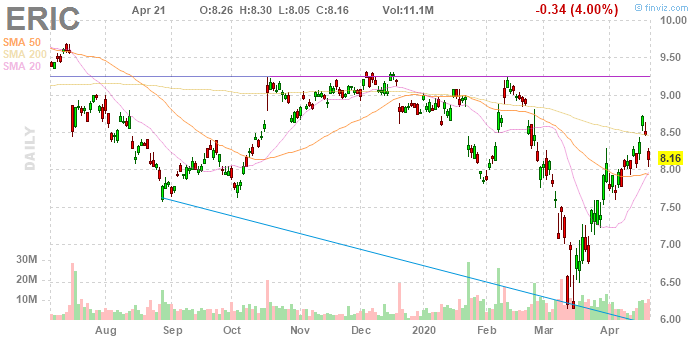 ERIC
Apr 21 O:8.26 H:8.30 L:8.05 C:8.16 Vol:11.1M
© finviz.com
-0.34 (4.00%)
SMA 50
SMA 200
SMA 20
DAILY
10.00
9.50
9.00
8.50
8.16
8.00
7.50
7.00
6.50
6.00
30M
20M
10M
Aug Sep Oct Nov Dec 2020 Feb Mar Apr